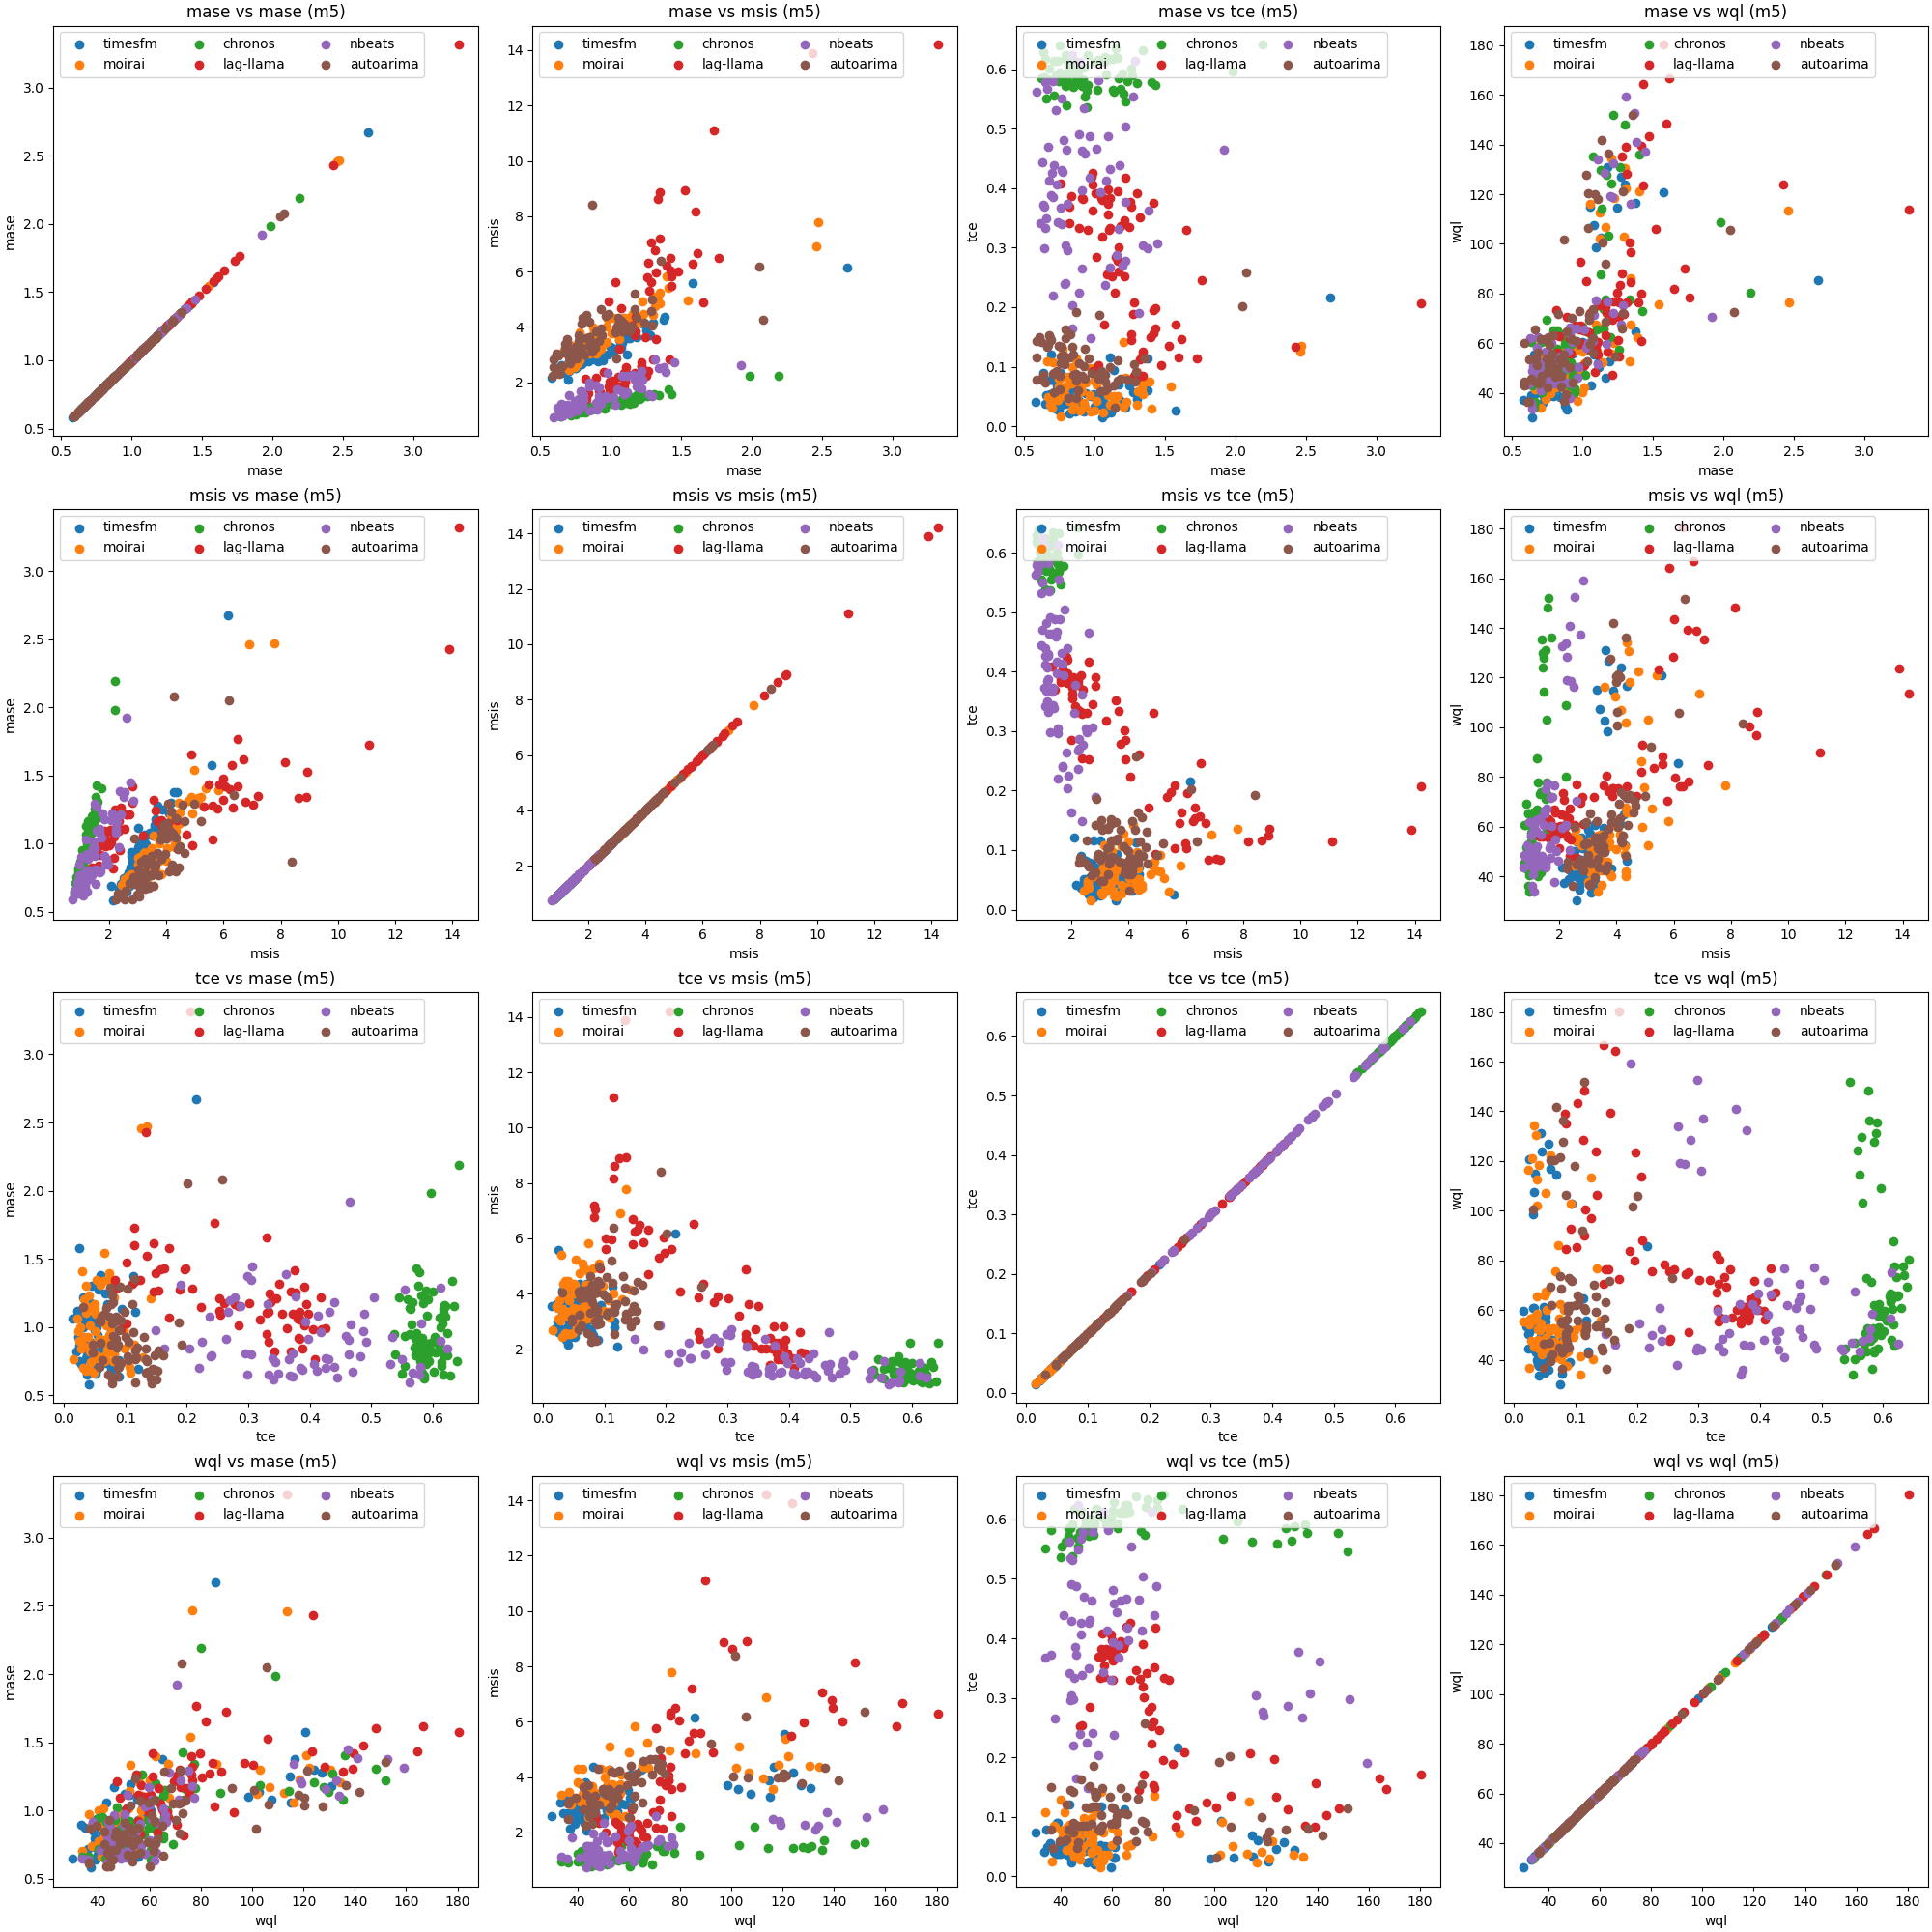 mase vs mase (m5)
timesfm chronos nbeats
moirai lag-llama autoarima
3.0
2.5
2.0
1.5
1.0
0.5
mase
0.5 1.0 1.5 2.0 2.5 3.0
mase
mase vs msis (m5)
timesfm chronos nbeats
moirai lag-llama autoarima
14
12
10
8
6
4
2
msis
0.5 1.0 1.5 2.0 2.5 3.0
mase
mase vs tce (m5)
timesfm chronos nbeats
moirai lag-llama autoarima
0.6
0.5
0.4
0.3
0.2
0.1
0.0
tce
0.5 1.0 1.5 2.0 2.5 3.0
mase
mase vs wql (m5)
timesfm chronos nbeats
moirai lag-llama autoarima
180
160
140
120
100
80
60
40
wql
0.5 1.0 1.5 2.0 2.5 3.0
mase
msis vs mase (m5)
timesfm chronos nbeats
moirai lag-llama autoarima
3.0
2.5
2.0
1.5
1.0
0.5
mase
2 4 6 8 10 12 14
msis
msis vs msis (m5)
timesfm chronos nbeats
moirai lag-llama autoarima
14
12
10
8
6
4
2
msis
2 4 6 8 10 12 14
msis
msis vs tce (m5)
timesfm chronos nbeats
moirai lag-llama autoarima
0.6
0.5
0.4
0.3
0.2
0.1
0.0
tce
2 4 6 8 10 12 14
msis
msis vs wql (m5)
timesfm chronos nbeats
moirai lag-llama autoarima
180
160
140
120
100
80
60
40
wql
2 4 6 8 10 12 14
msis
tce vs mase (m5)
timesfm chronos nbeats
moirai lag-llama autoarima
3.0
2.5
2.0
1.5
1.0
0.5
mase
0.0 0.1 0.2 0.3 0.4 0.5 0.6
tce
tce vs msis (m5)
timesfm chronos nbeats
moirai lag-llama autoarima
14
12
10
8
6
4
2
msis
0.0 0.1 0.2 0.3 0.4 0.5 0.6
tce
tce vs tce (m5)
timesfm chronos nbeats
moirai lag-llama autoarima
0.6
0.5
0.4
0.3
0.2
0.1
0.0
tce
0.0 0.1 0.2 0.3 0.4 0.5 0.6
tce
tce vs wql (m5)
timesfm chronos nbeats
moirai lag-llama autoarima
180
160
140
120
100
80
60
40
wql
0.0 0.1 0.2 0.3 0.4 0.5 0.6
tce
wql vs mase (m5)
timesfm chronos nbeats
moirai lag-llama autoarima
3.0
2.5
2.0
1.5
1.0
0.5
mase
40 60 80 100 120 140 160 180
wql
wql vs msis (m5)
timesfm chronos nbeats
moirai lag-llama autoarima
14
12
10
8
6
4
2
msis
40 60 80 100 120 140 160 180
wql
wql vs tce (m5)
timesfm chronos nbeats
moirai lag-llama autoarima
0.6
0.5
0.4
0.3
0.2
0.1
0.0
tce
40 60 80 100 120 140 160 180
wql
wql vs wql (m5)
timesfm chronos nbeats
moirai lag-llama autoarima
180
160
140
120
100
80
60
40
wql
40 60 80 100 120 140 160 180
wql